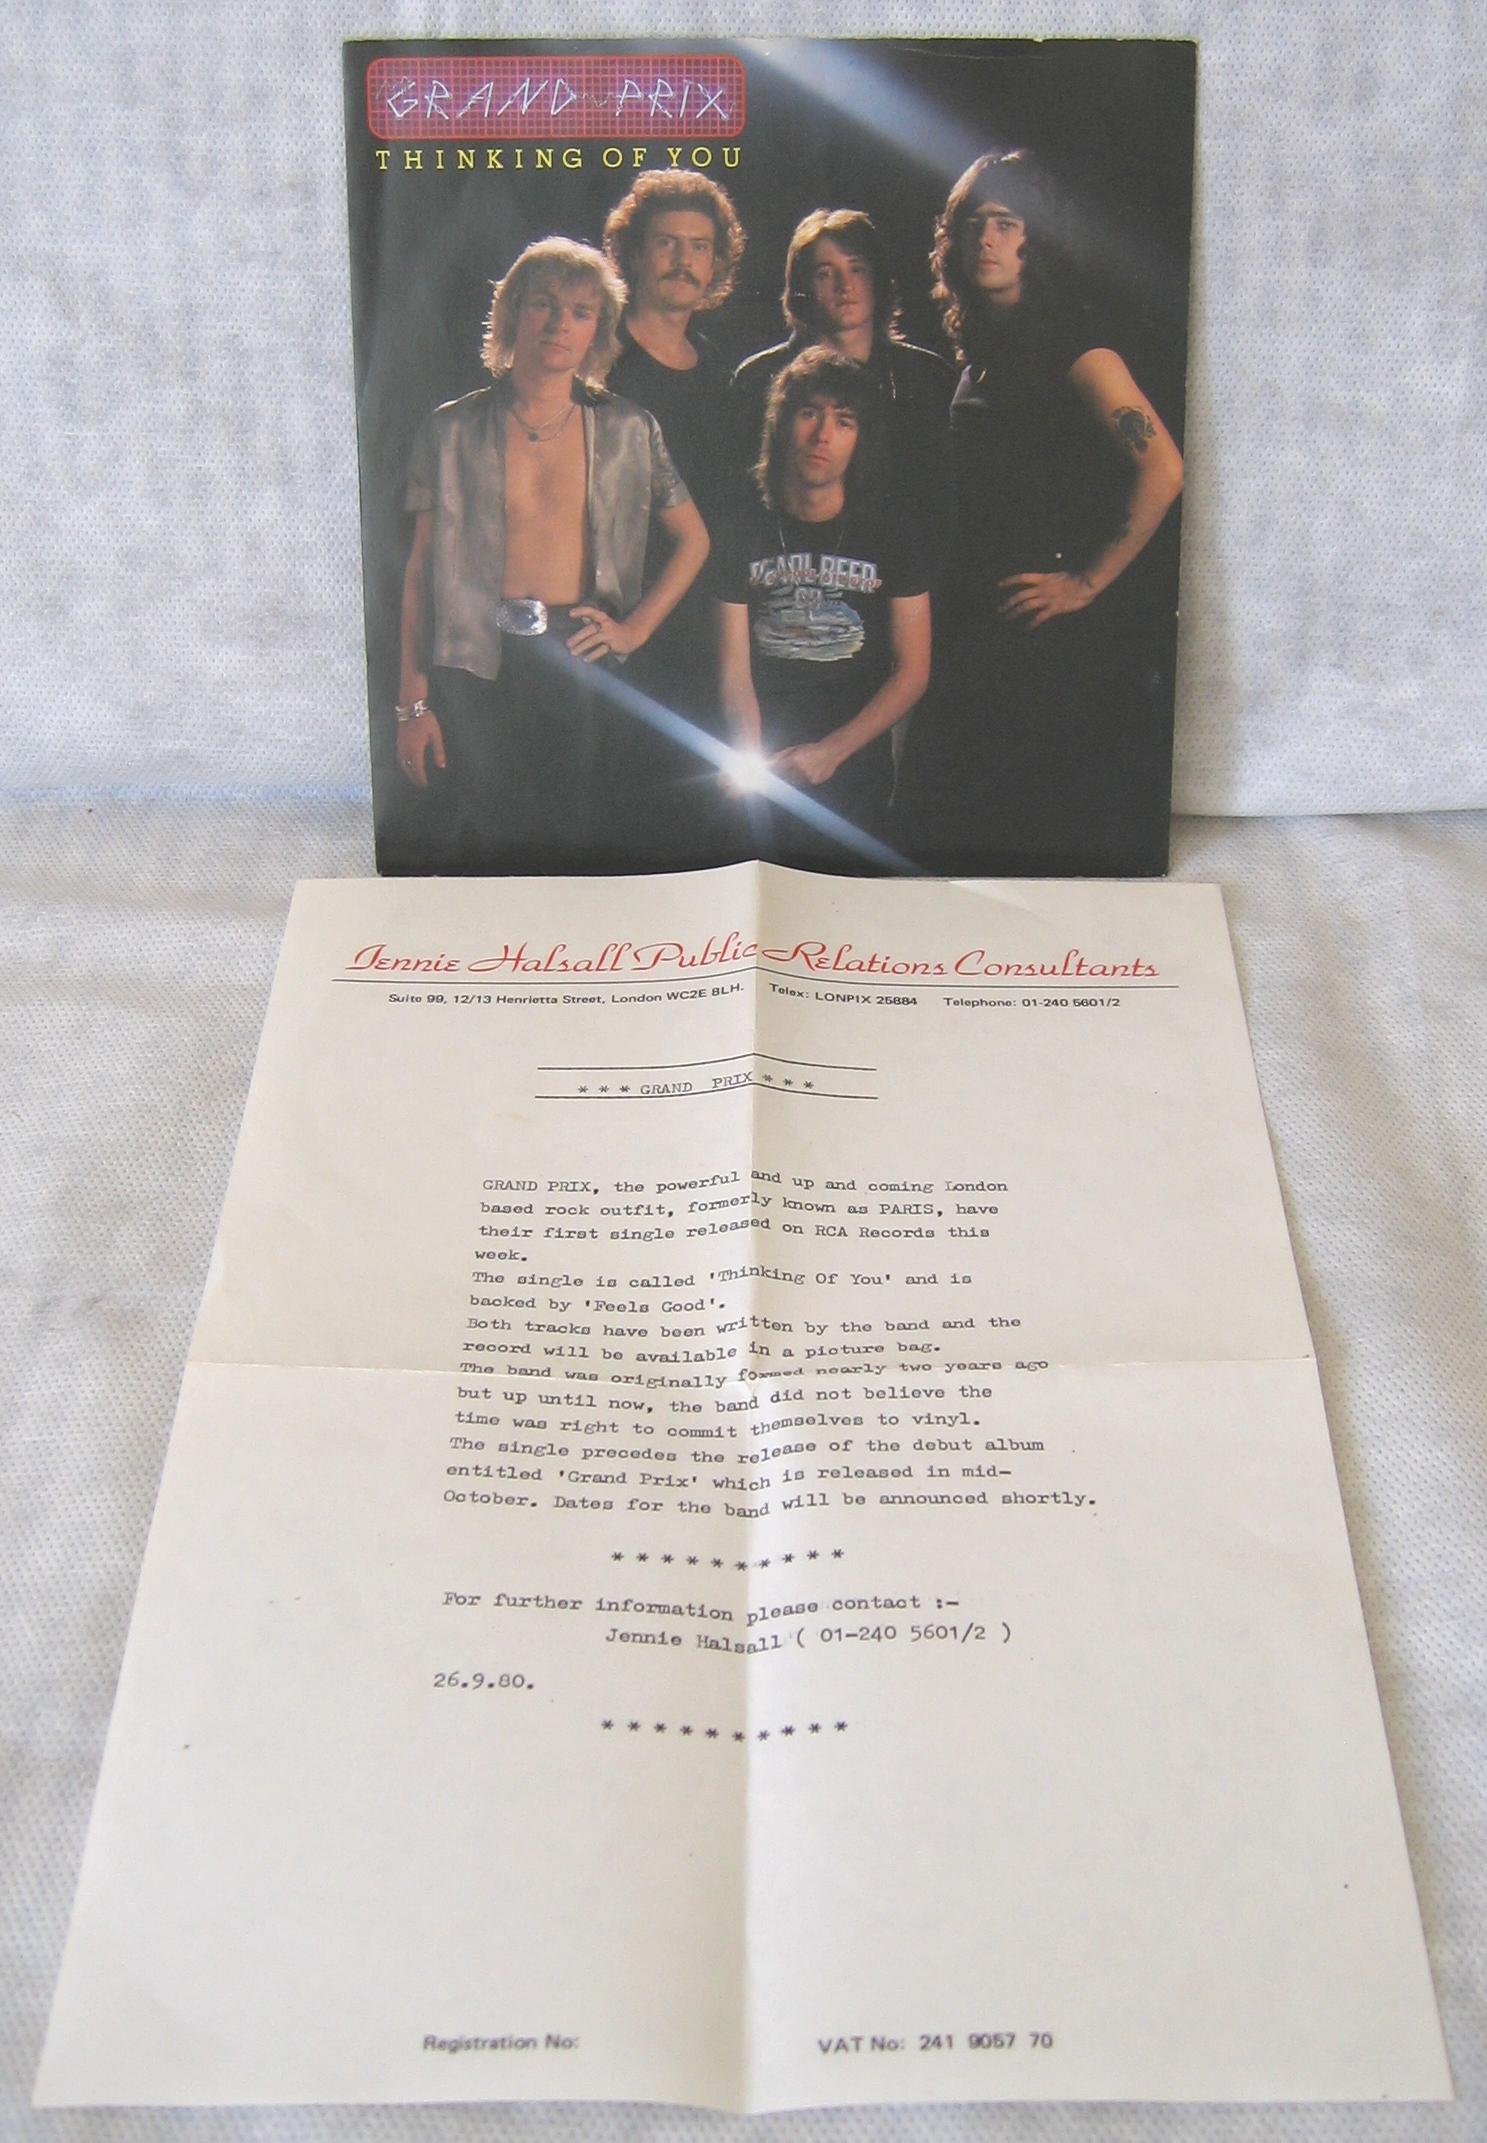 GRAND PRIX
THINKING OF YOU
PEARL BEER
Jennie Halsall Public Relations Consultants
Suite 99, 12/13 Henrietta Street, London WC2E 8LH. Telex: LONPIX 25884 Telephone: 01-240 5601/2
* * * GRAND PRIX * * *
GRAND PRIX, the powerful and up and coming London
based rock outfit, formerly known as PARIS, have
their first single released on RCA Records this
week.
The single is called 'Thinking Of You' and is
backed by 'Feels Good'.
Both tracks have been written by the band and the
record will be available in a picture bag.
The band was originally formed nearly two years ago
but up until now, the band did not believe the
time was right to commit themselves to vinyl.
The single precedes the release of the debut album
entitled 'Grand Prix' which is released in mid-
October. Dates for the band will be announced shortly.
* * * * * * * * * *
For further information please contact :-
Jennie Halsall ( 01-240 5601/2 )
26.9.80.
* * * * * * * * * *
Registration No: VAT No: 241 9057 70